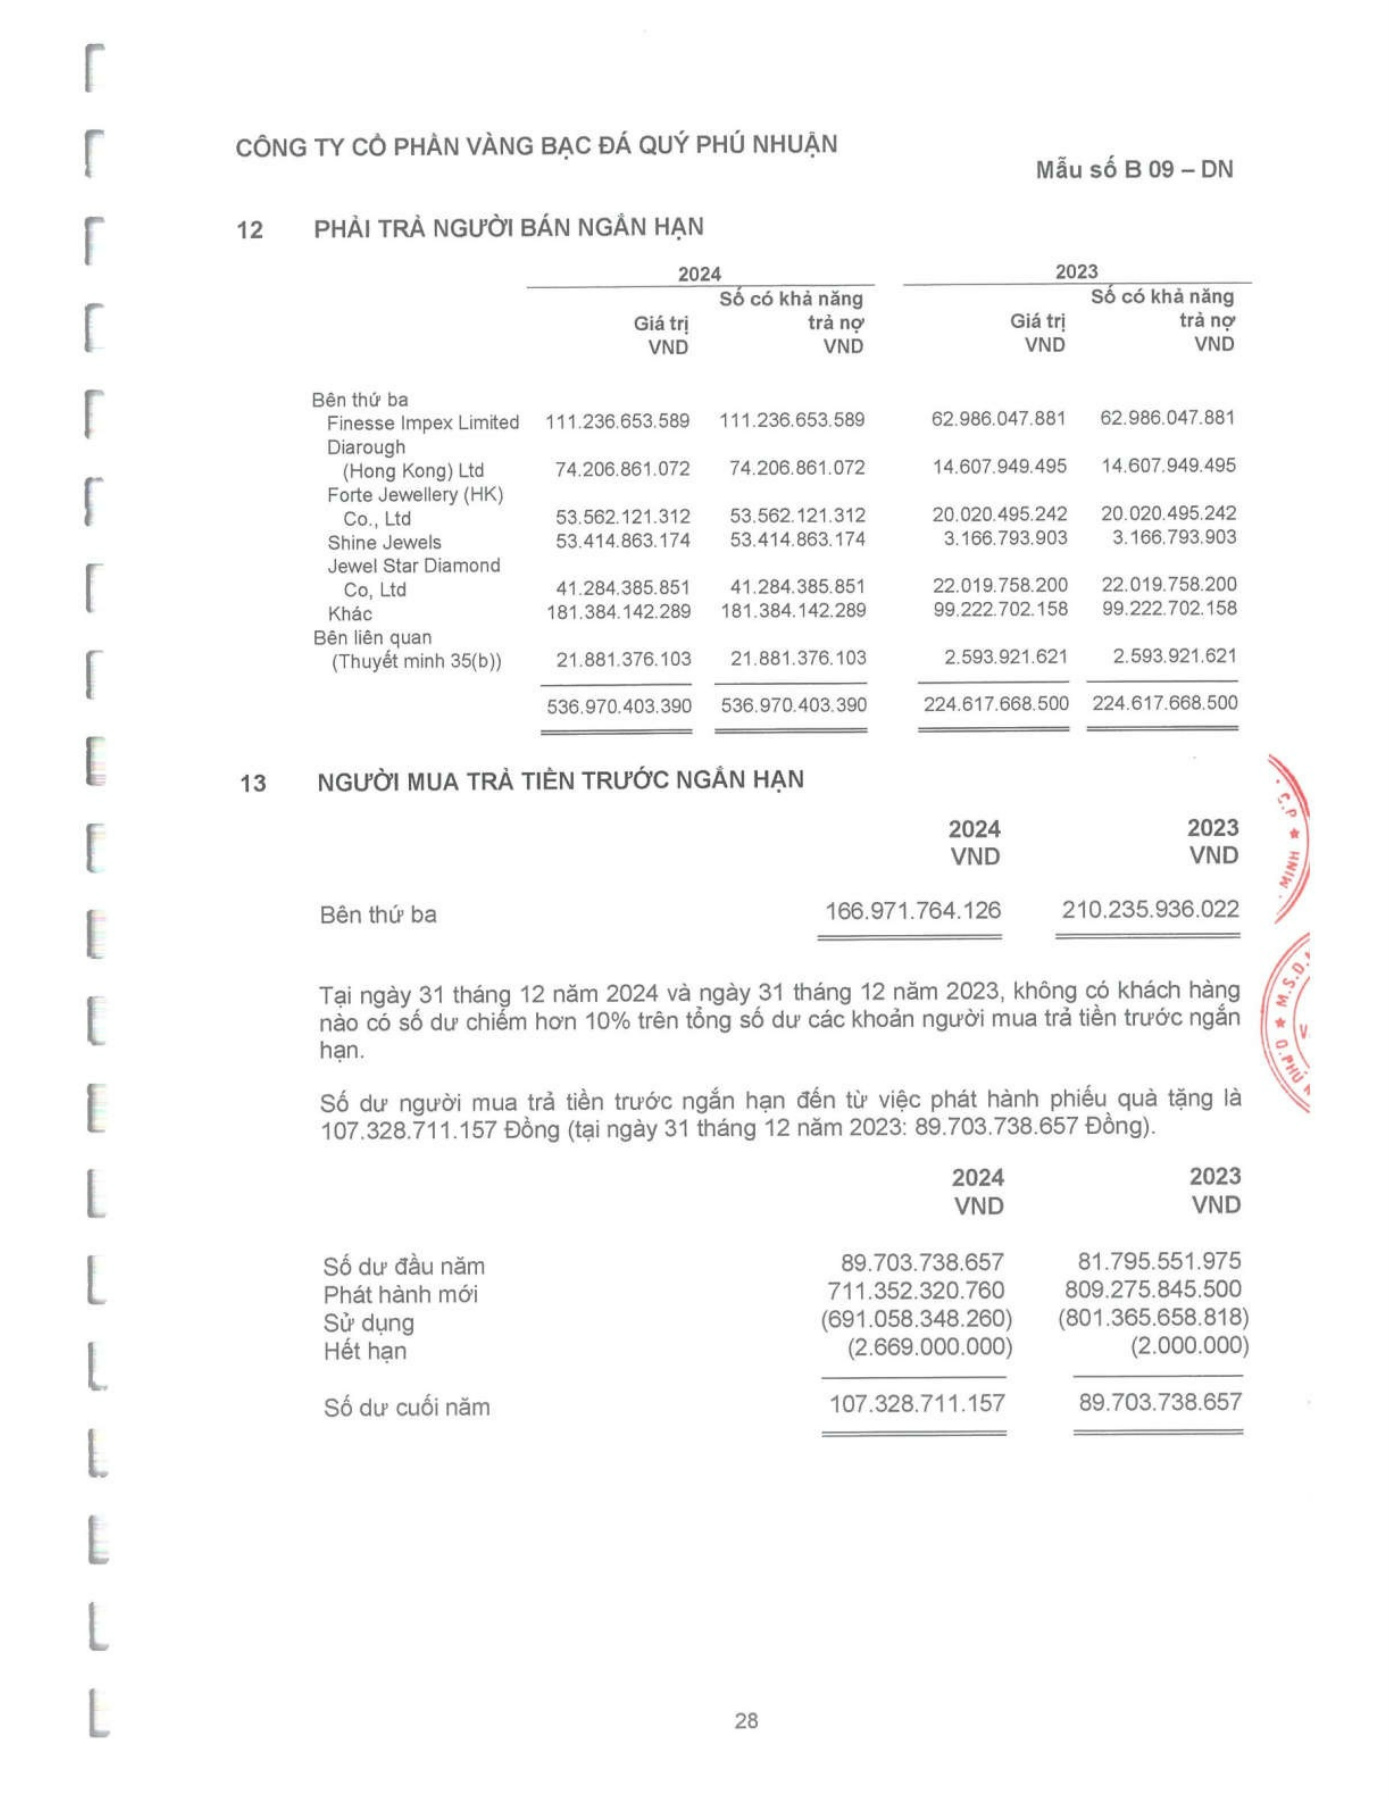 CÔNG TY CỔ PHẦN VÀNG BẠC ĐÁ QUÝ PHÚ NHUẬN
Mẫu số B 09 – DN
12 PHẢI TRẢ NGƯỜI BÁN NGẮN HẠN
2024 2023
Số có khả năng Số có khả năng
Giá trị trả nợ Giá trị trả nợ
VND VND VND VND
Bên thứ ba
Finesse Impex Limited 111.236.653.589 111.236.653.589 62.986.047.881 62.986.047.881
Diarough
(Hong Kong) Ltd 74.206.861.072 74.206.861.072 14.607.949.495 14.607.949.495
Forte Jewellery (HK)
Co., Ltd 53.562.121.312 53.562.121.312 20.020.495.242 20.020.495.242
Shine Jewels 53.414.863.174 53.414.863.174 3.166.793.903 3.166.793.903
Jewel Star Diamond
Co, Ltd 41.284.385.851 41.284.385.851 22.019.758.200 22.019.758.200
Khác 181.384.142.289 181.384.142.289 99.222.702.158 99.222.702.158
Bên liên quan
(Thuyết minh 35(b)) 21.881.376.103 21.881.376.103 2.593.921.621 2.593.921.621
536.970.403.390 536.970.403.390 224.617.668.500 224.617.668.500
13 NGƯỜI MUA TRẢ TIỀN TRƯỚC NGẮN HẠN
2024 2023
VND VND
Bên thứ ba 166.971.764.126 210.235.936.022
Tại ngày 31 tháng 12 năm 2024 và ngày 31 tháng 12 năm 2023, không có khách hàng
nào có số dư chiếm hơn 10% trên tổng số dư các khoản người mua trả tiền trước ngắn
hạn.
Số dư người mua trả tiền trước ngắn hạn đến từ việc phát hành phiếu quà tặng là
107.328.711.157 Đồng (tại ngày 31 tháng 12 năm 2023: 89.703.738.657 Đồng).
2024 2023
VND VND
Số dư đầu năm 89.703.738.657 81.795.551.975
Phát hành mới 711.352.320.760 809.275.845.500
Sử dụng (691.058.348.260) (801.365.658.818)
Hết hạn (2.669.000.000) (2.000.000)
Số dư cuối năm 107.328.711.157 89.703.738.657
C.P ★ MINH
Q.PHÚ ★ M.S.D.
28